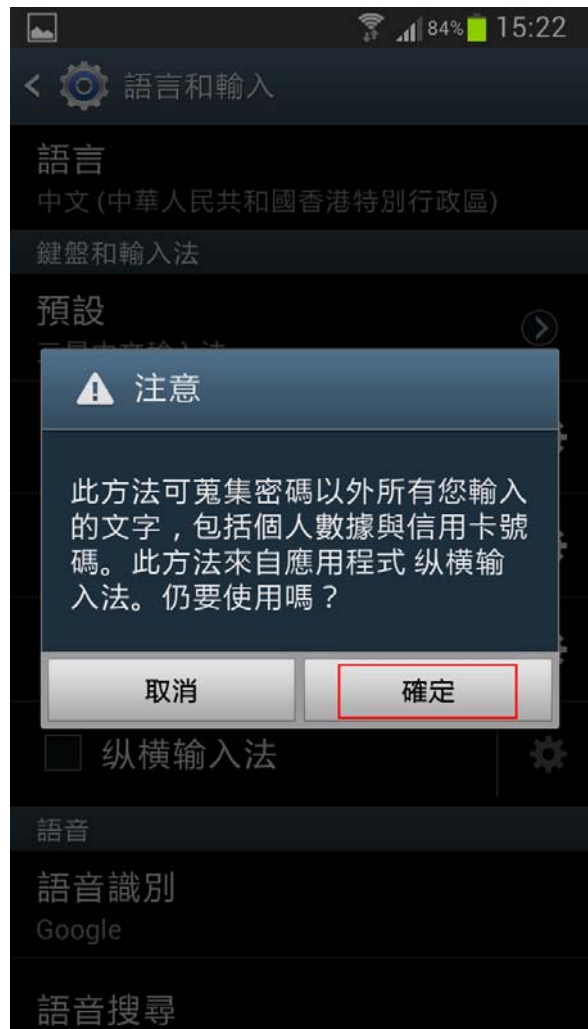 84% 15:22
< 語言和輸入
語言
中文 (中華人民共和國香港特別行政區)
鍵盤和輸入法
預設
注意
此方法可蒐集密碼以外所有您輸入
的文字，包括個人數據與信用卡號
碼。此方法來自應用程式 纵横输
入法。仍要使用嗎？
取消 確定
纵横输入法
語音
語音識別
Google
語音搜尋